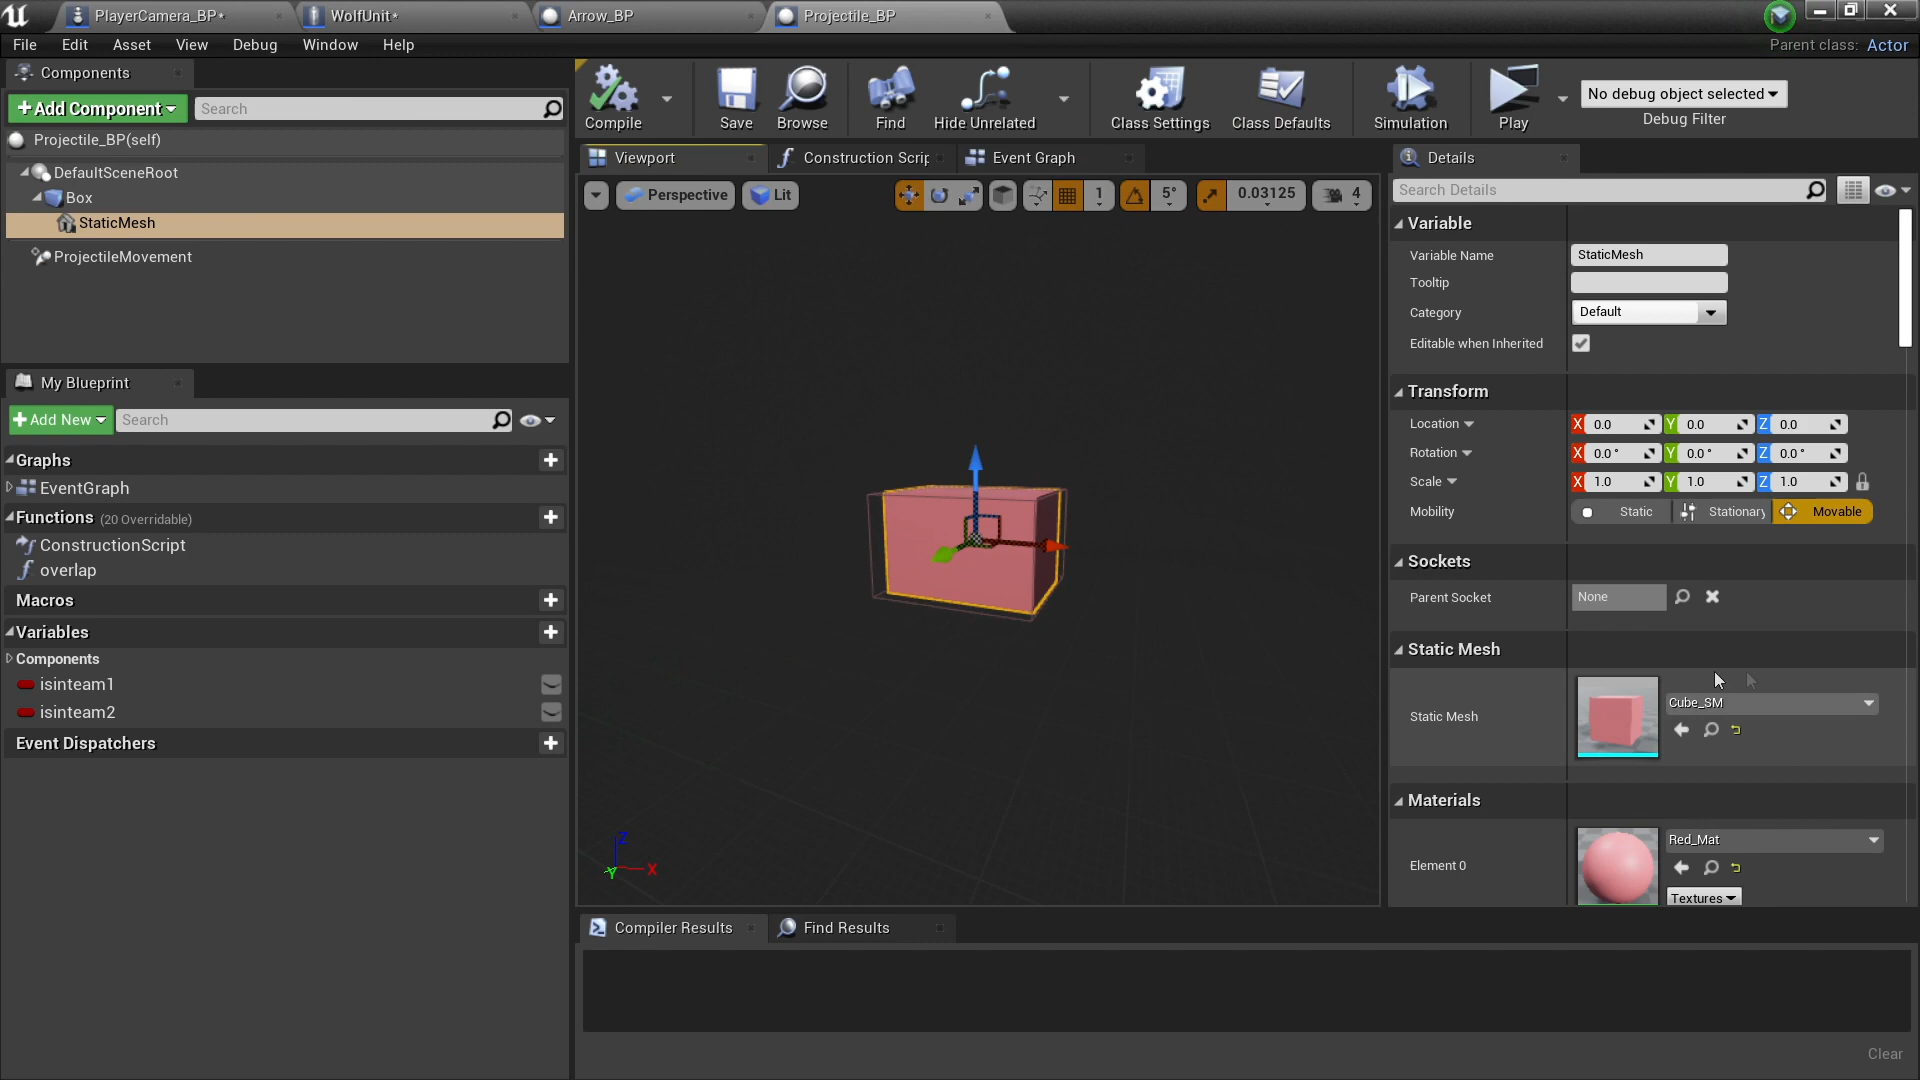 PlayerCamera_BP*
WolfUnit*
Arrow_BP
Projectile_BP
File Edit Asset View Debug Window Help
Parent class: Actor
Components
Add Component
Search
Projectile_BP(self)
DefaultSceneRoot
Box
StaticMesh
ProjectileMovement
My Blueprint
Add New
Search
Graphs
EventGraph
Functions (20 Overridable)
ConstructionScript
overlap
Macros
Variables
Components
isinteam1
isinteam2
Event Dispatchers
Compile
Save
Browse
Find
Hide Unrelated
Class Settings
Class Defaults
Simulation
Play
No debug object selected
Debug Filter
Viewport
Construction Scrip
Event Graph
Perspective
Lit
1
5°
0.03125
4
Z
X
Y
Compiler Results
Find Results
Clear
Details
Search Details
Variable
Variable Name StaticMesh
Tooltip
Category Default
Editable when Inherited
Transform
Location X 0.0 Y 0.0 Z 0.0
Rotation X 0.0 ° Y 0.0 ° Z 0.0 °
Scale X 1.0 Y 1.0 Z 1.0
Mobility Static Stationary Movable
Sockets
Parent Socket None
Static Mesh
Static Mesh Cube_SM
Materials
Element 0 Red_Mat
Textures